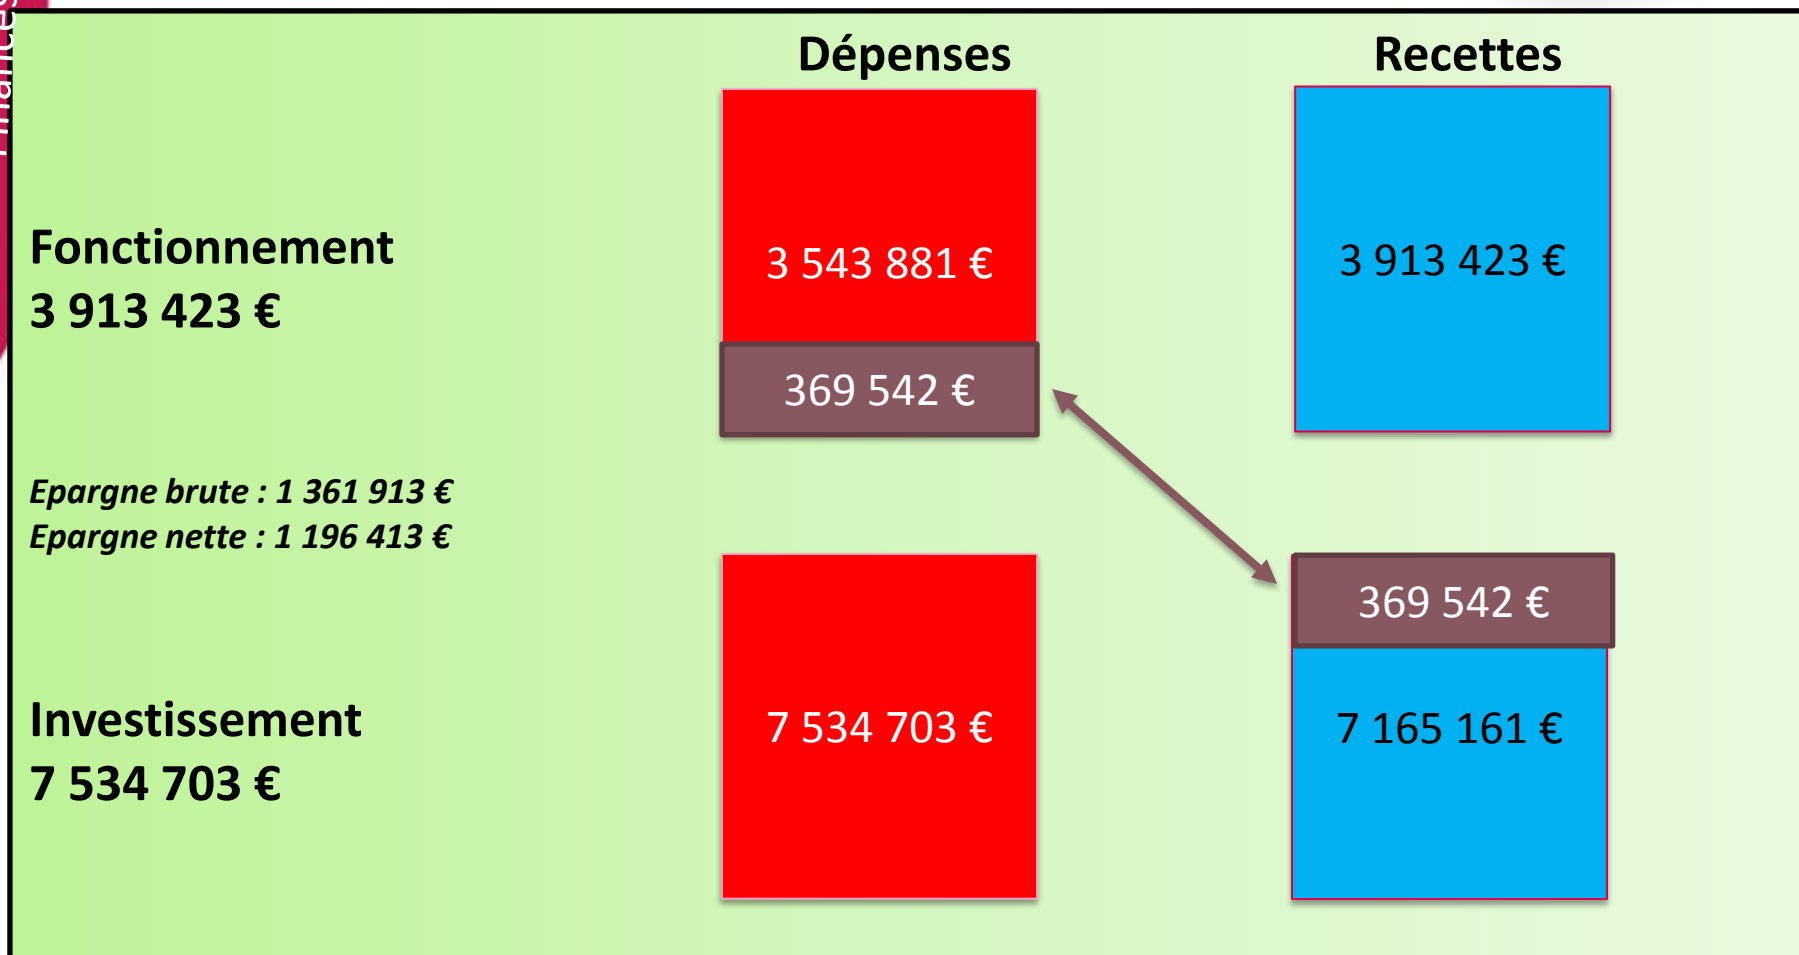 Finances
Dépenses
Recettes
Fonctionnement
3 913 423 €
3 543 881 €
3 913 423 €
369 542 €
Epargne brute : 1 361 913 €
Epargne nette : 1 196 413 €
369 542 €
Investissement
7 534 703 €
7 534 703 €
7 165 161 €